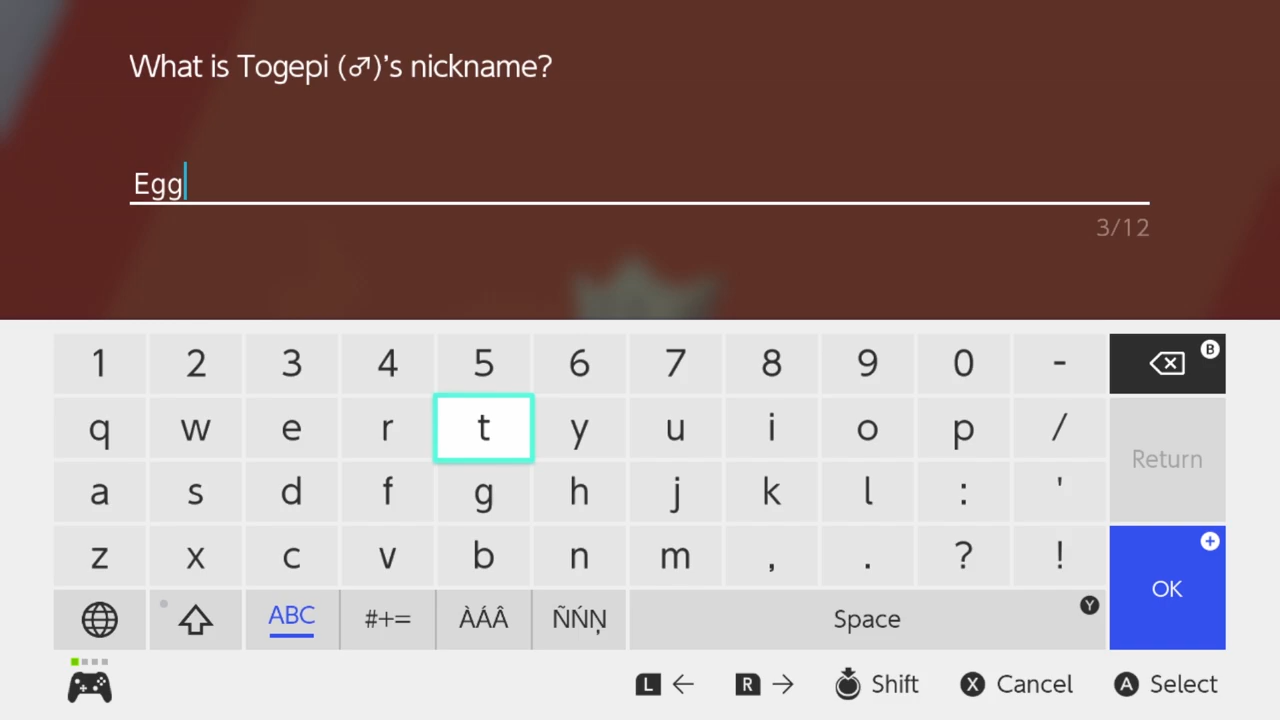 What is Togepi (♂)'s nickname?
Egg
3/12
1 2 3 4 5 6 7 8 9 0 - B
q w e r t y u i o p /
Return
a s d f g h j k l : '
z x c v b n m , . ? ! +
OK
ABC #+= ÀÁÂ ÑŃŅ Space Y
L ← R → Shift X Cancel A Select